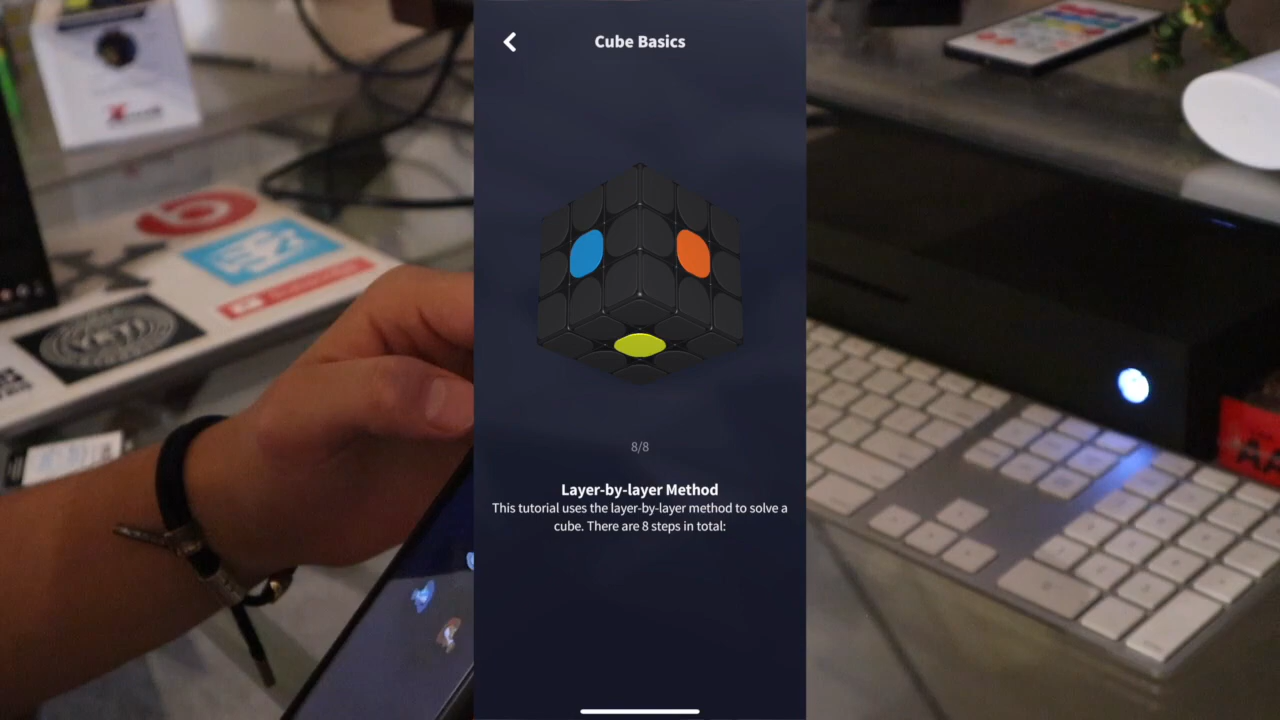 Cube Basics
8/8
Layer-by-layer Method
This tutorial uses the layer-by-layer method to solve a
cube. There are 8 steps in total:
YETI